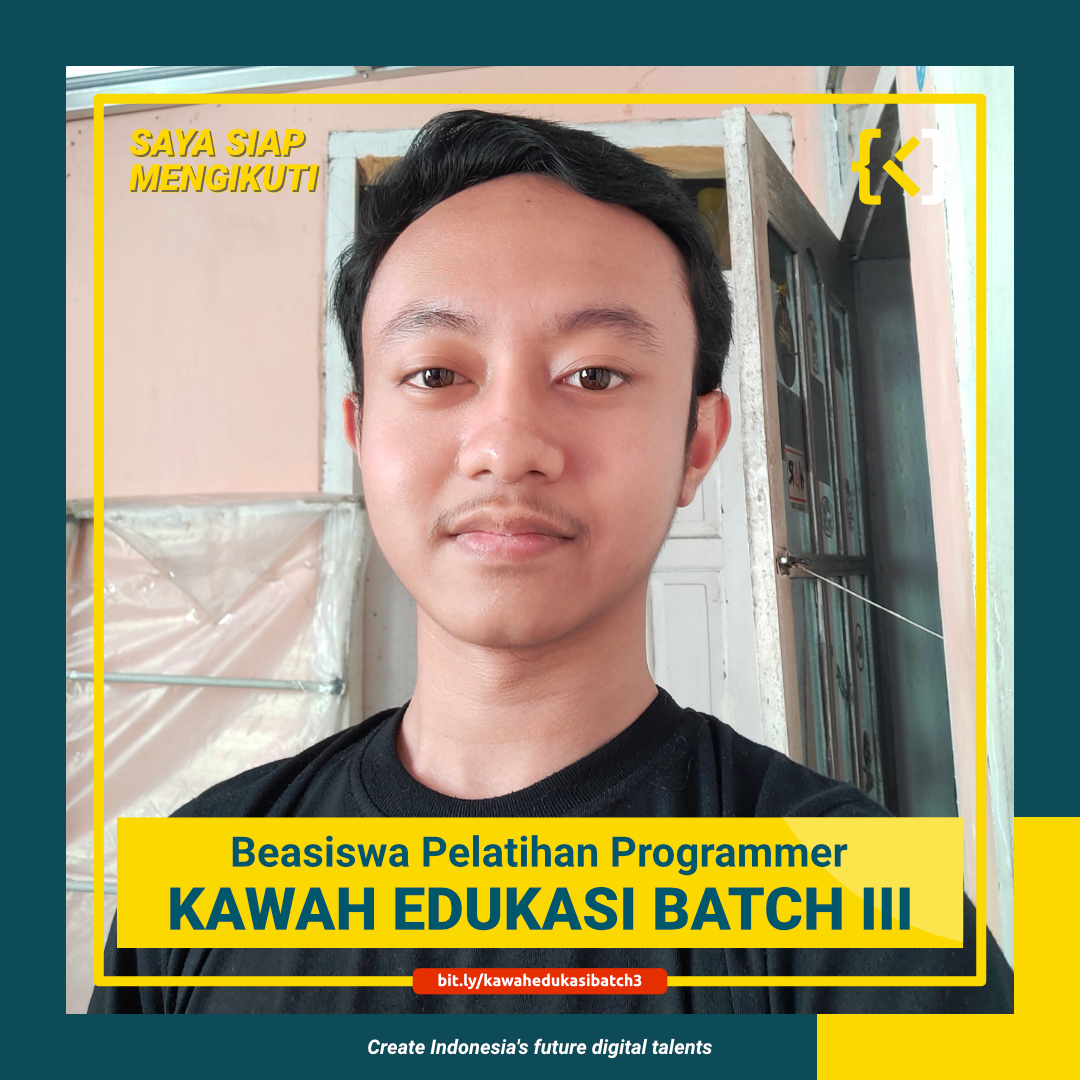 SAYA SIAP
MENGIKUTI
Beasiswa Pelatihan Programmer
KAWAH EDUKASI BATCH III
bit.ly/kawahedukasibatch3
Create Indonesia's future digital talents